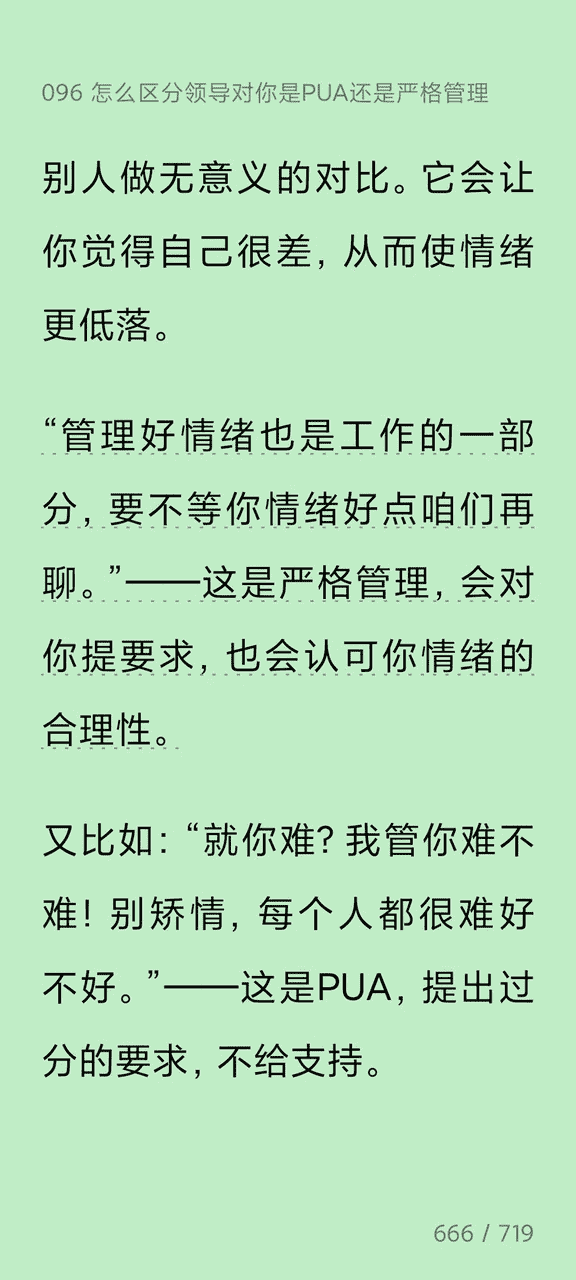 096 怎么区分领导对你是PUA还是严格管理
别人做无意义的对比。它会让
你觉得自己很差，从而使情绪
更低落。
“管理好情绪也是工作的一部
分，要不等你情绪好点咱们再
聊。”——这是严格管理，会对
你提要求，也会认可你情绪的
合理性。
又比如：“就你难？我管你难不
难！别矫情，每个人都很难好
不好。”——这是PUA，提出过
分的要求，不给支持。
666 / 719